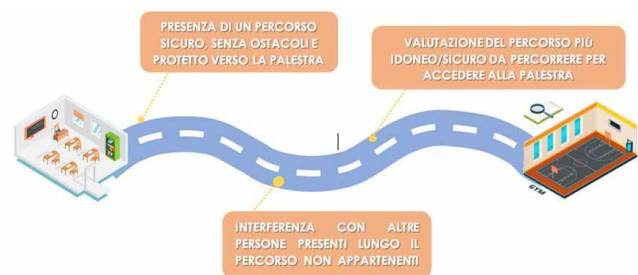 PRESENZA DI UN PERCORSO
SICURO, SENZA OSTACOLI E
PROTETTO VERSO LA PALESTRA
VALUTAZIONE DEL PERCORSO PIÙ
IDONEO/SICURO DA PERCORRERE PER
ACCEDERE ALLA PALESTRA
GYM
INTERFERENZA CON ALTRE
PERSONE PRESENTI LUNGO IL
PERCORSO NON APPARTENENTI